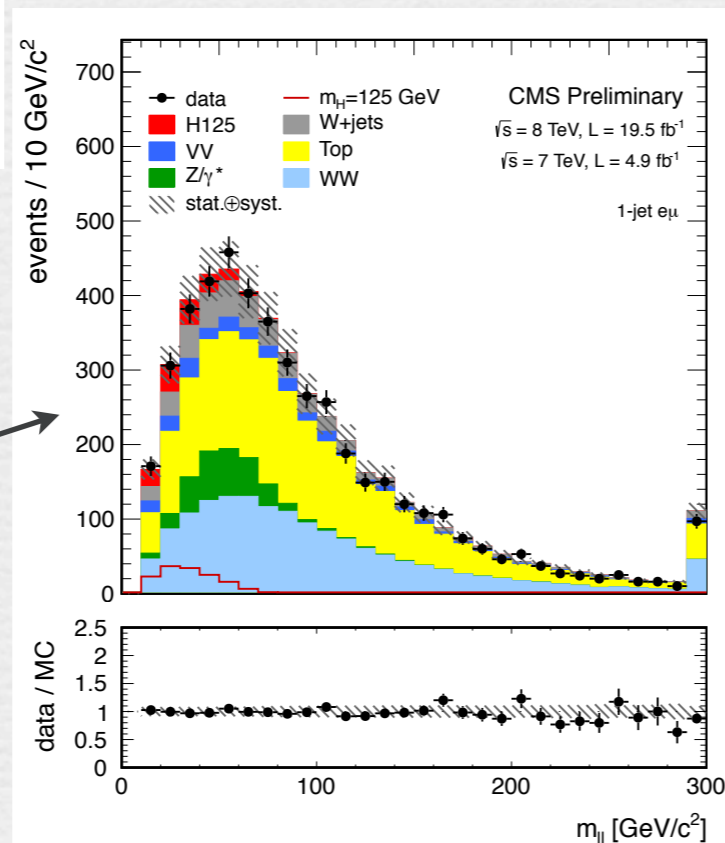 events / 10 GeV/c²
700
600
500
400
300
200
100
0
data
m_H=125 GeV
H125
W+jets
VV
Top
Z/γ*
WW
stat.⊕syst.
CMS Preliminary
√s = 8 TeV, L = 19.5 fb⁻¹
√s = 7 TeV, L = 4.9 fb⁻¹
1-jet eμ
data / MC
2.5
2
1.5
1
0.5
0
0 100 200 300
m_ll [GeV/c²]